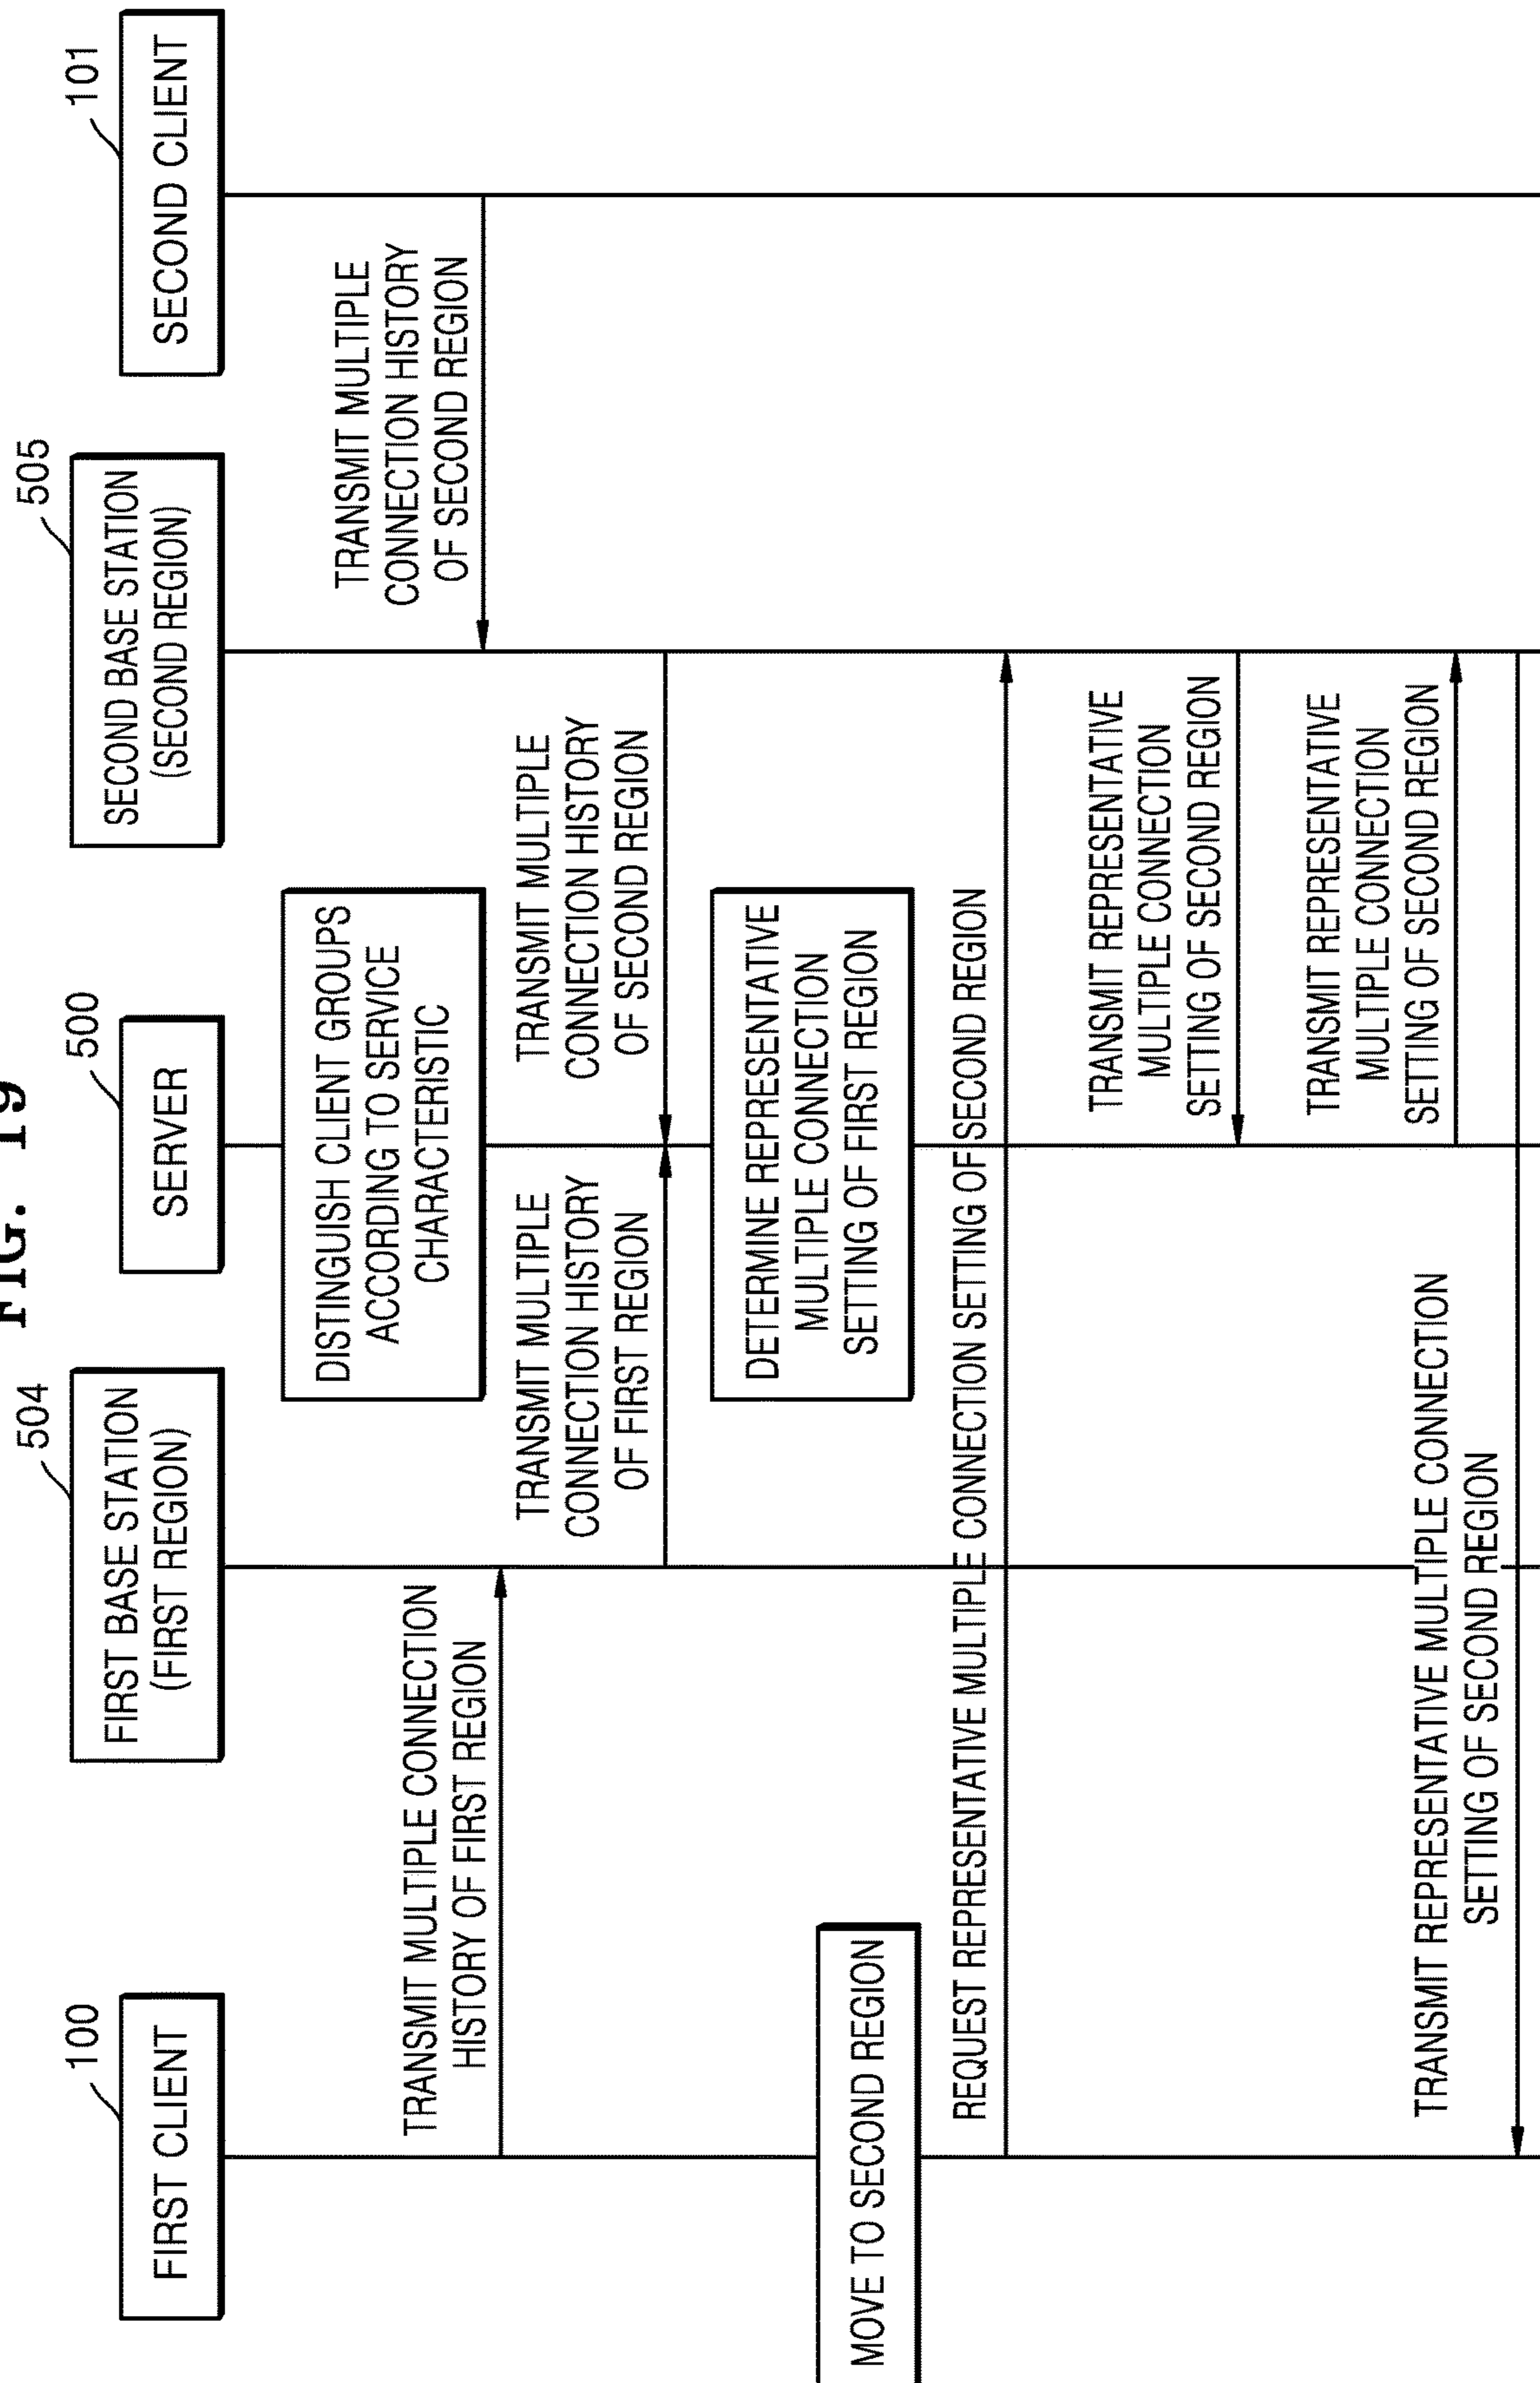 FIG. 19
100
FIRST CLIENT
504
FIRST BASE STATION
(FIRST REGION)
500
SERVER
505
SECOND BASE STATION
(SECOND REGION)
101
SECOND CLIENT
DISTINGUISH CLIENT GROUPS
ACCORDING TO SERVICE
CHARACTERISTIC
TRANSMIT MULTIPLE
CONNECTION HISTORY
OF SECOND REGION
TRANSMIT MULTIPLE CONNECTION
HISTORY OF FIRST REGION
TRANSMIT MULTIPLE
CONNECTION HISTORY
OF FIRST REGION
TRANSMIT MULTIPLE
CONNECTION HISTORY
OF SECOND REGION
DETERMINE REPRESENTATIVE
MULTIPLE CONNECTION
SETTING OF FIRST REGION
MOVE TO SECOND REGION
REQUEST REPRESENTATIVE MULTIPLE CONNECTION SETTING OF SECOND REGION
TRANSMIT REPRESENTATIVE
MULTIPLE CONNECTION
SETTING OF SECOND REGION
TRANSMIT REPRESENTATIVE
MULTIPLE CONNECTION
SETTING OF SECOND REGION
TRANSMIT REPRESENTATIVE MULTIPLE CONNECTION
SETTING OF SECOND REGION